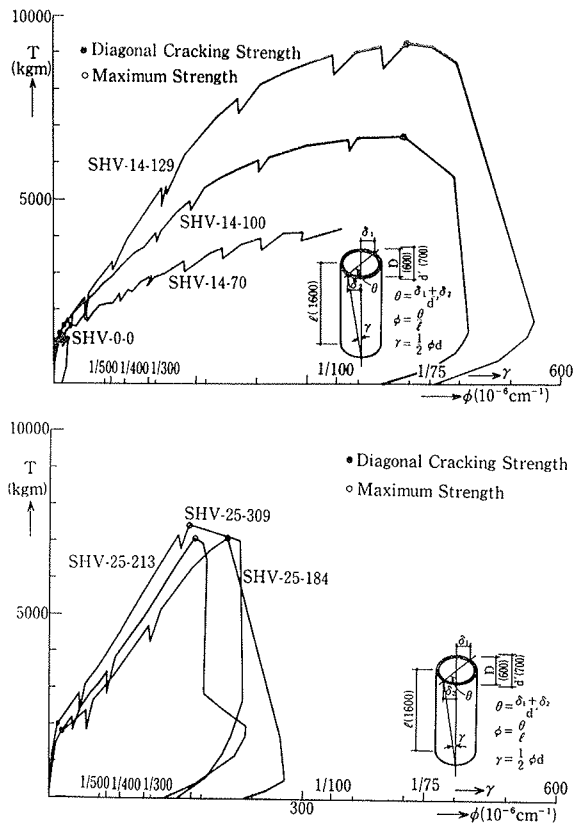 10000
T
(kgm)
Diagonal Cracking Strength
Maximum Strength
SHV-14-129
5000
SHV-14-100
SHV-14-70
SHV-0-0
δ₁
D
(600)
d'(700)
δ₂
θ
γ
ℓ(1600)
θ=δ₁+δ₂/d'
φ=θ/ℓ
γ=1/2 φd
1/500 1/400 1/300
1/100
1/75
γ
600
φ(10⁻⁶cm⁻¹)
10000
T
(kgm)
Diagonal Cracking Strength
Maximum Strength
SHV-25-309
SHV-25-213
SHV-25-184
5000
δ₁
D
(600)
d'(700)
δ₂
θ
γ
ℓ(1600)
θ=δ₁+δ₂/d'
φ=θ/ℓ
γ=1/2 φd
1/500 1/400 1/300
1/100
1/75
γ
300
600
φ(10⁻⁶cm⁻¹)